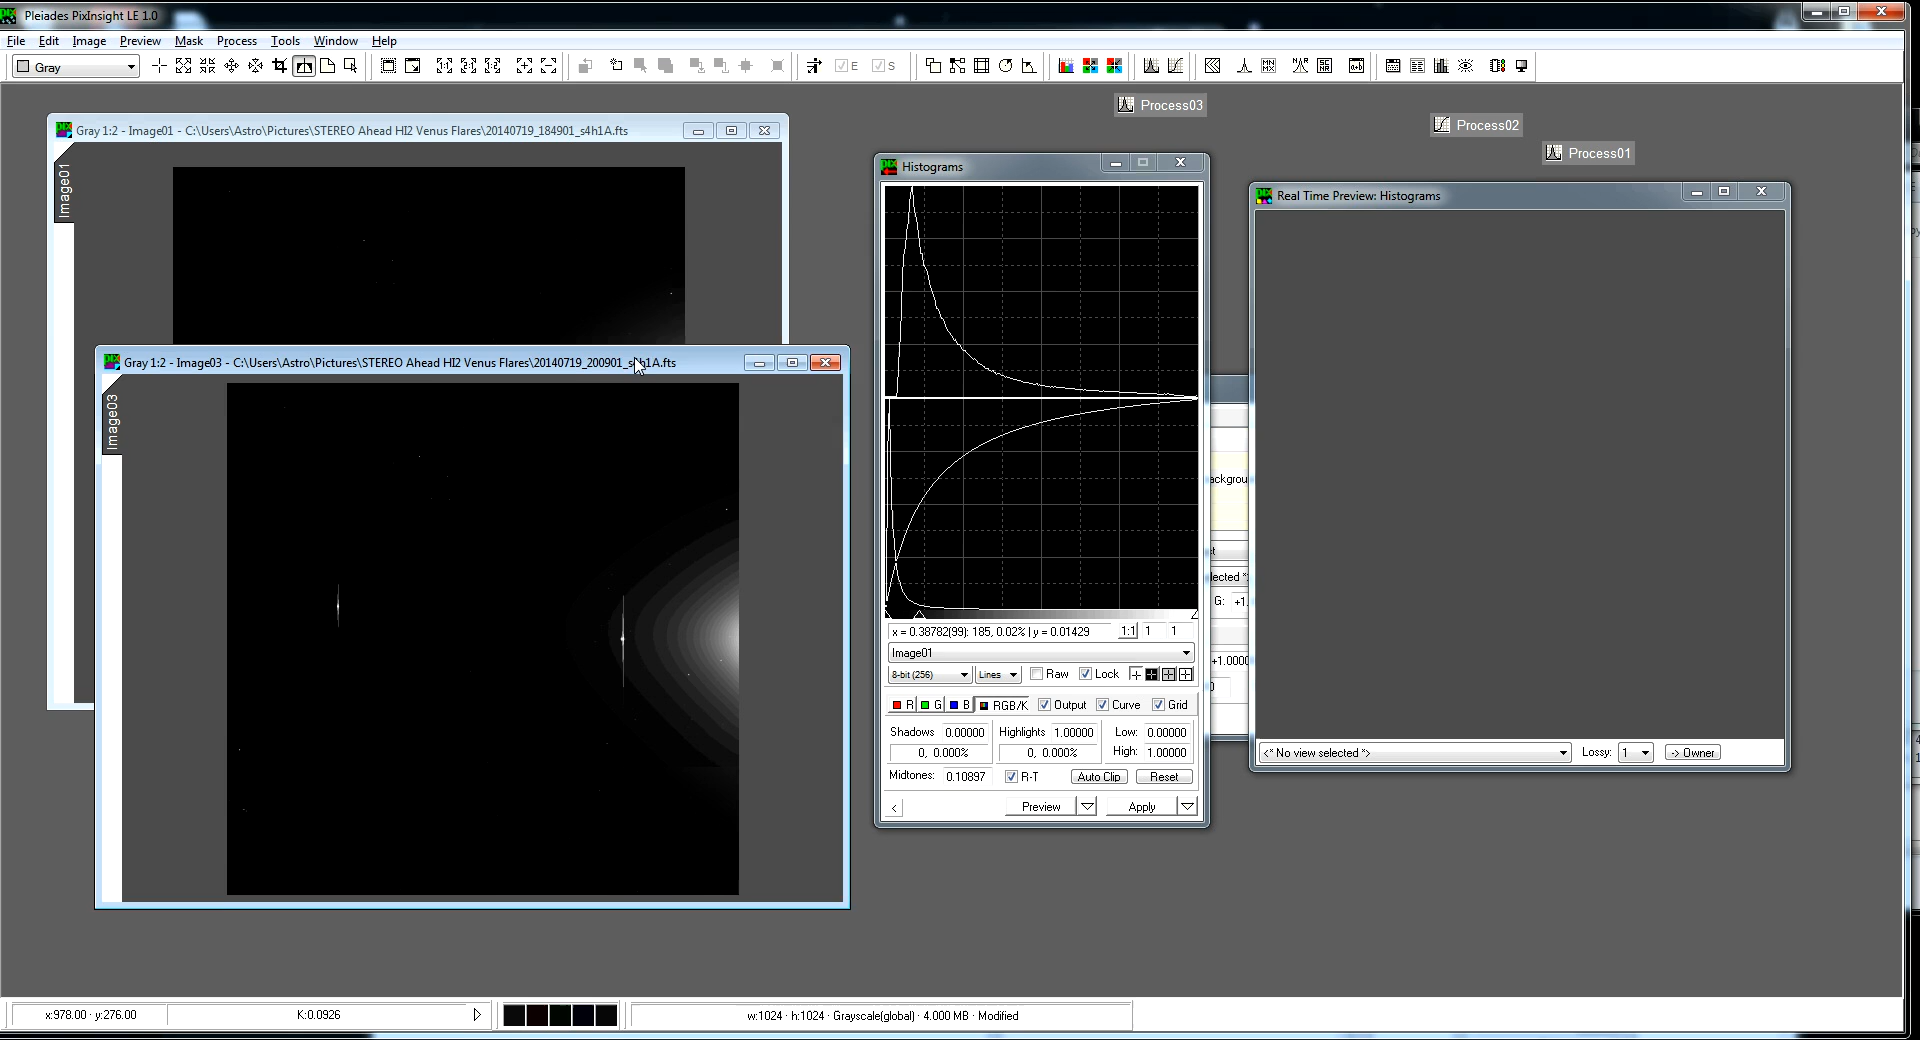 Pleiades PixInsight LE 1.0
File Edit Image Preview Mask Process Tools Window Help
Gray
E S
Process03
Process02
Process01
Gray 1:2 - Image01 - C:\Users\Astro\Pictures\STEREO Ahead HI2 Venus Flares\20140719_184901_s4h1A.fts
Image01
Gray 1:2 - Image03 - C:\Users\Astro\Pictures\STEREO Ahead HI2 Venus Flares\20140719_200901_s4h1A.fts
Image03
Histograms
x = 0.38782(99): 185, 0.02% | y = 0.01429 1:1 1 1
Image01
8-bit (256) Lines Raw Lock
R G B RGB/K Output Curve Grid
Shadows 0.00000 Highlights 1.00000 Low: 0.00000
0, 0.000% 0, 0.000% High: 1.00000
Midtones: 0.10897 R-T Auto Clip Reset
< Preview Apply
ackgrou
ected *
G: +1.
+1.0000
Real Time Preview: Histograms
<* No view selected *> Lossy: 1 -> Owner
x:978.00 · y:276.00 K:0.0926 w:1024 · h:1024 · Grayscale(global) · 4.000 MB · Modified